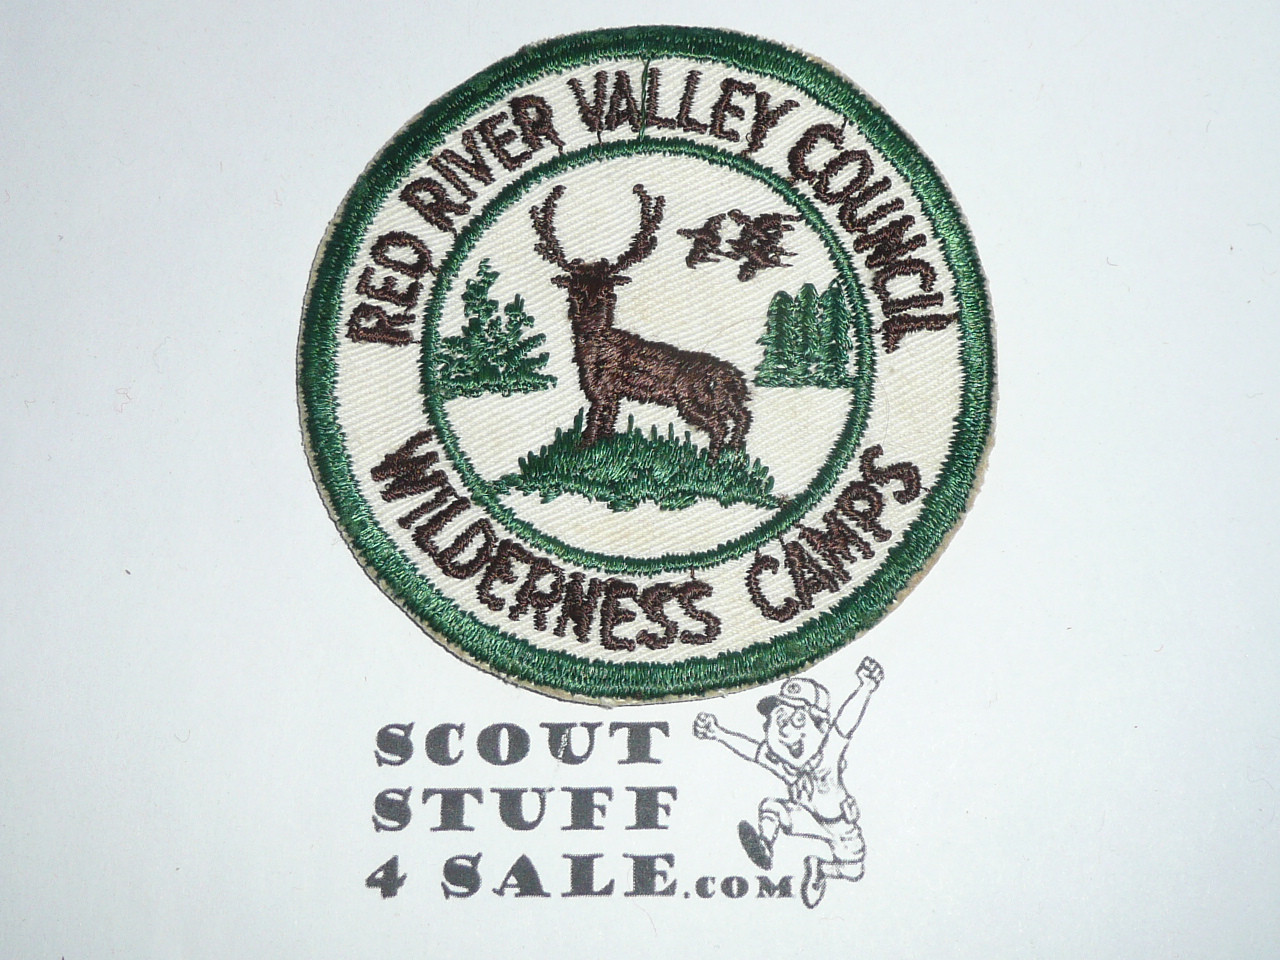 RED RIVER VALLEY COUNCIL
WILDERNESS CAMPS
SCOUT
STUFF
4 SALE.COM